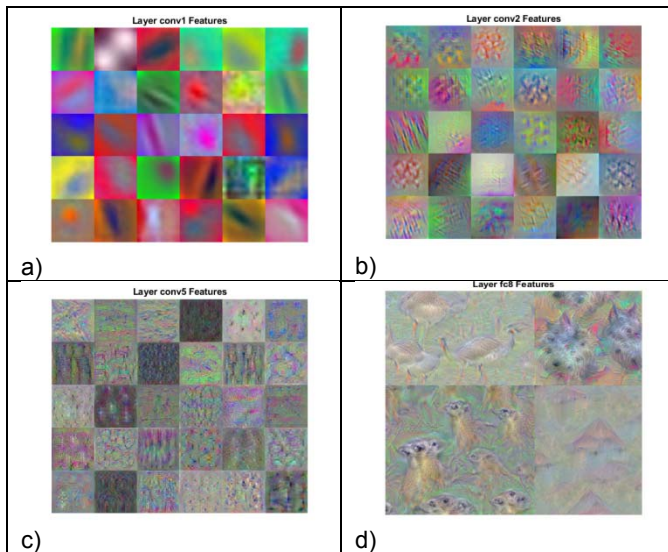 Layer conv1 Features
a)
Layer conv2 Features
b)
Layer conv5 Features
c)
Layer fc8 Features
d)